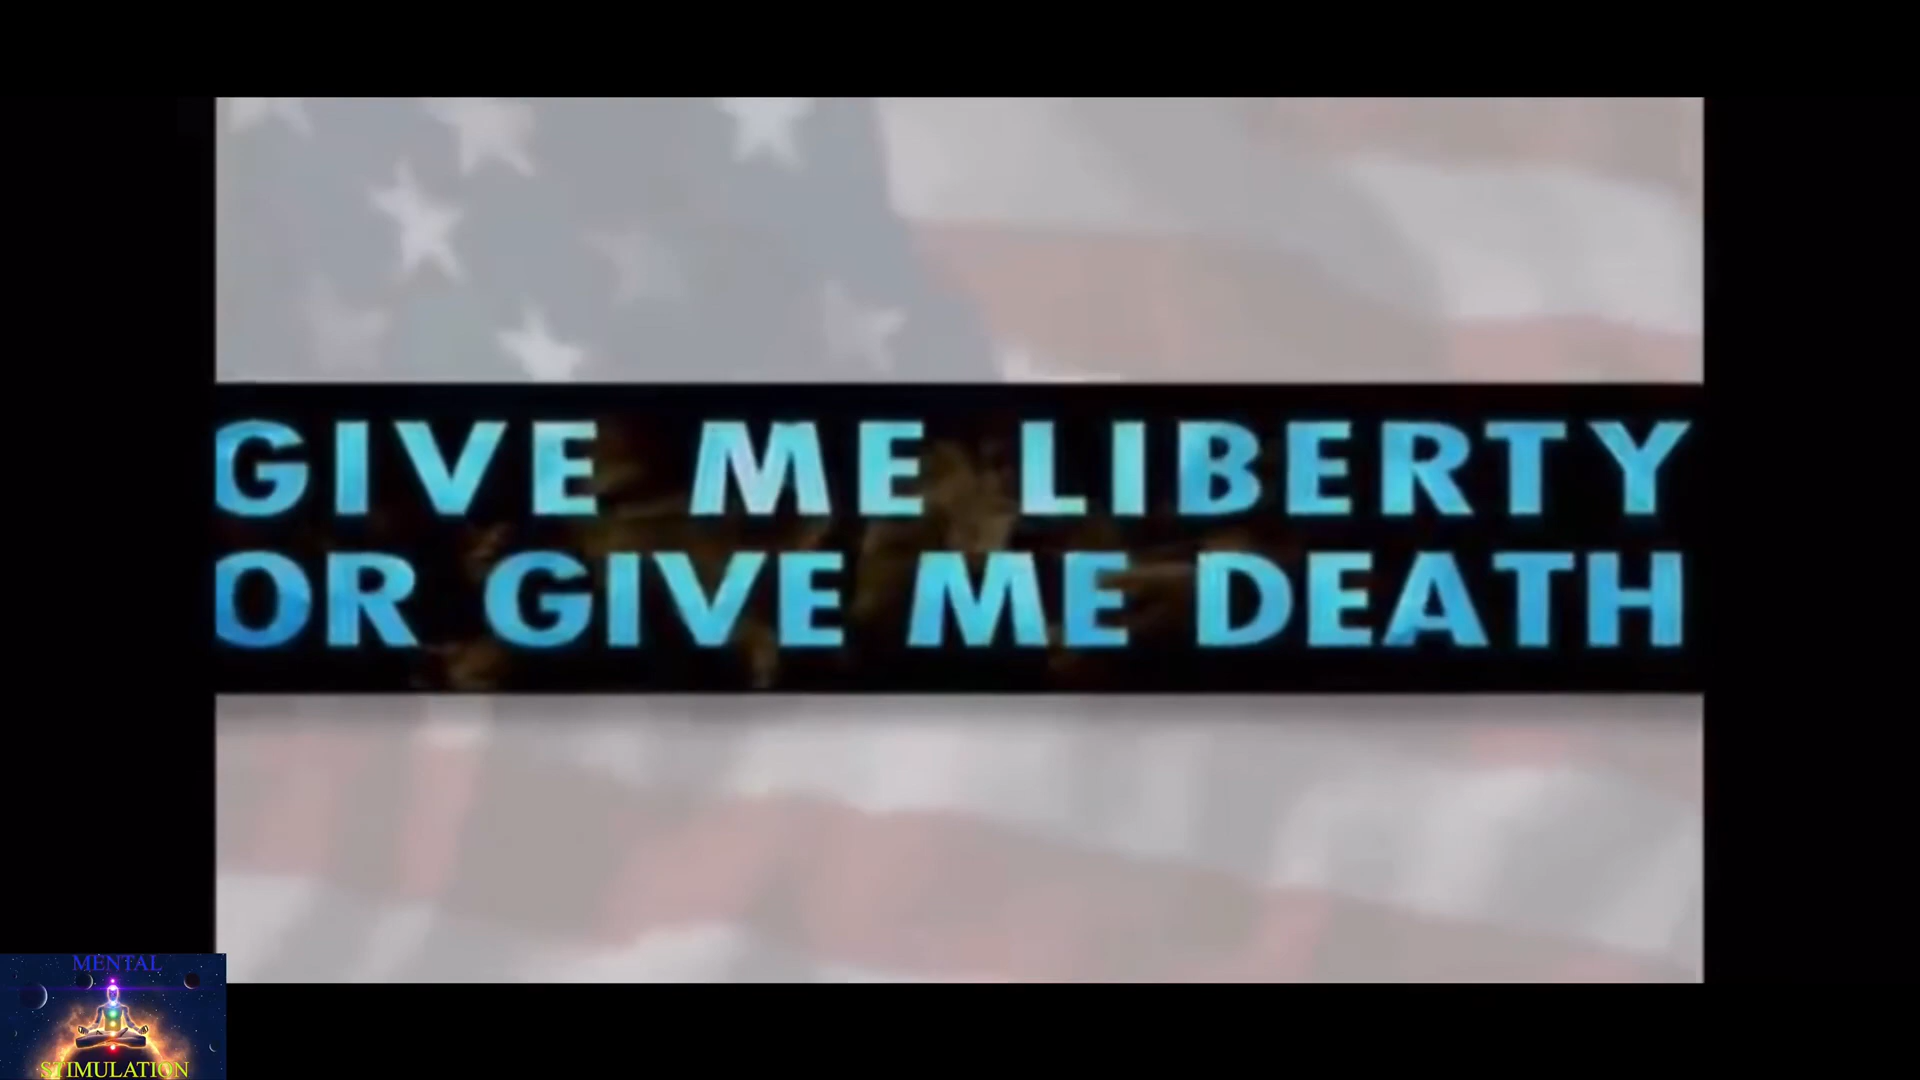 GIVE ME LIBERTY
OR GIVE ME DEATH
MENTAL
STIMULATION